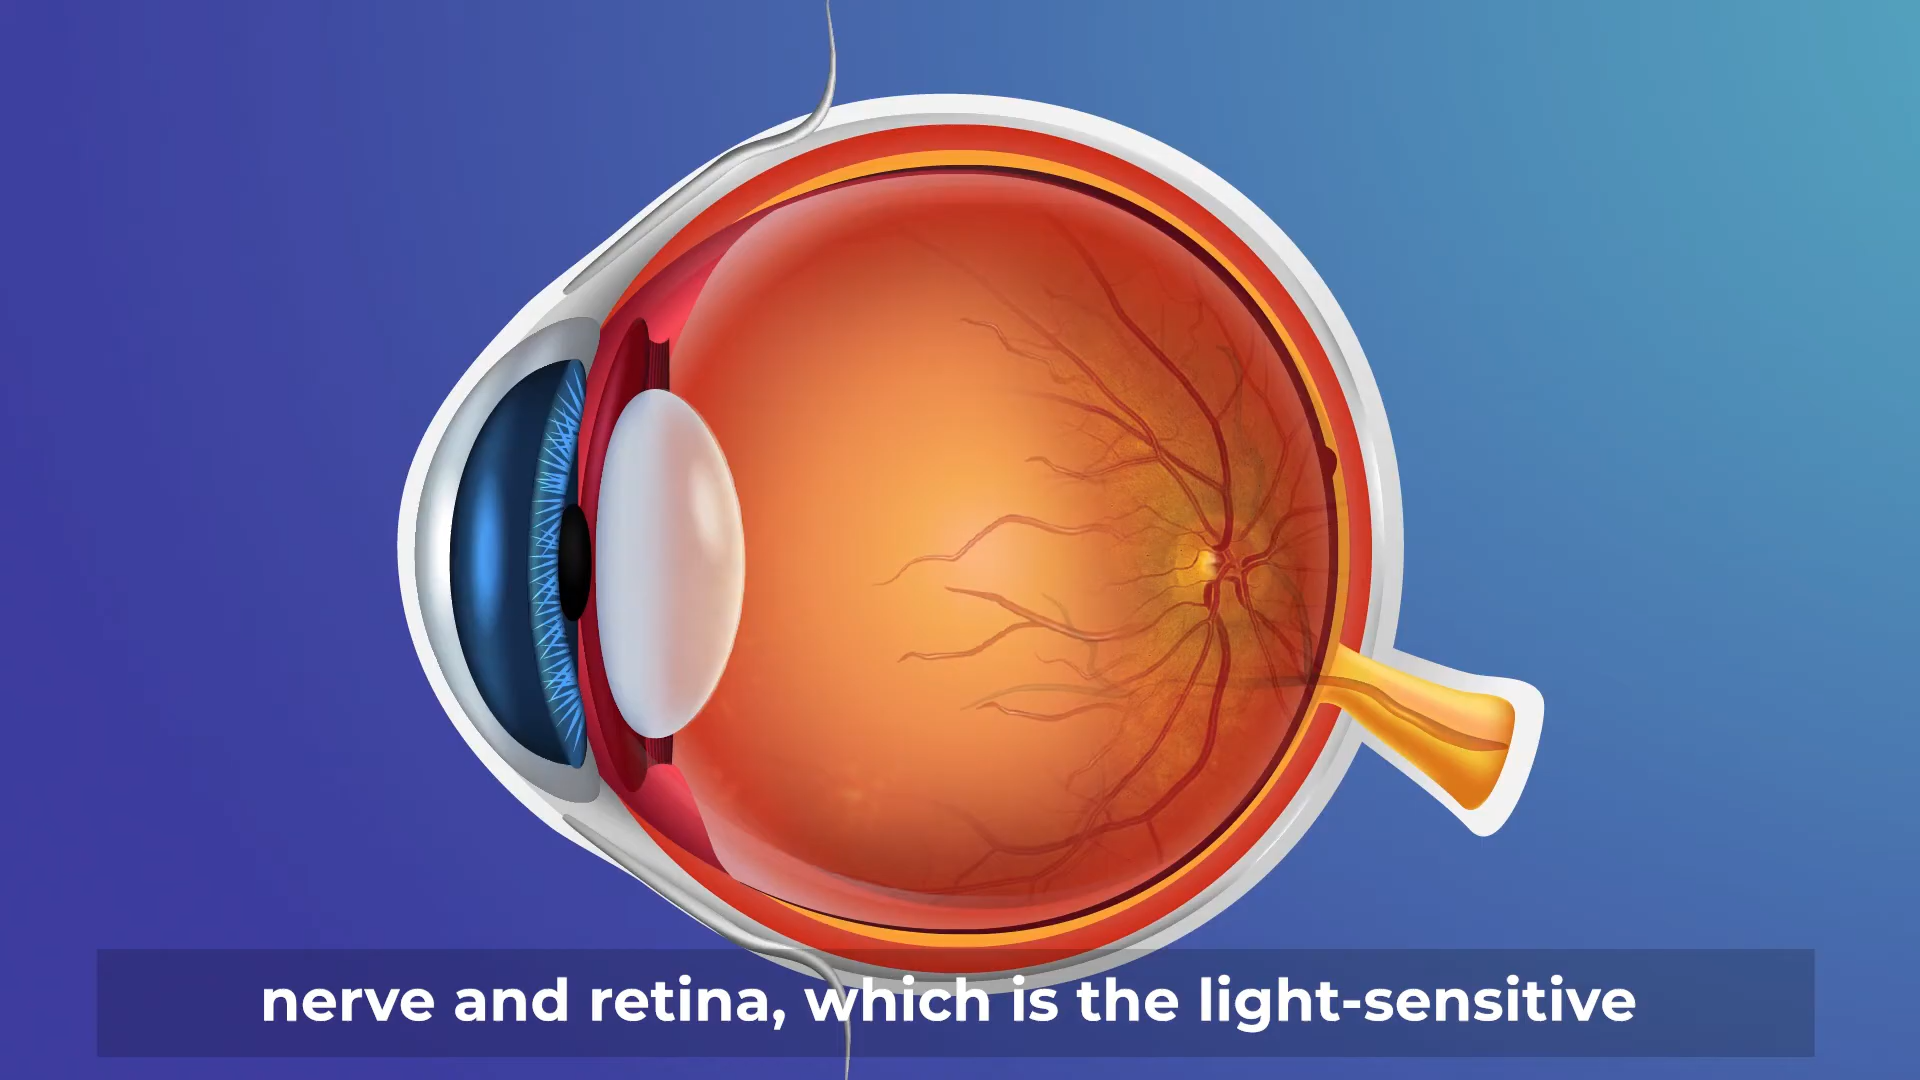 nerve and retina, which is the light-sensitive